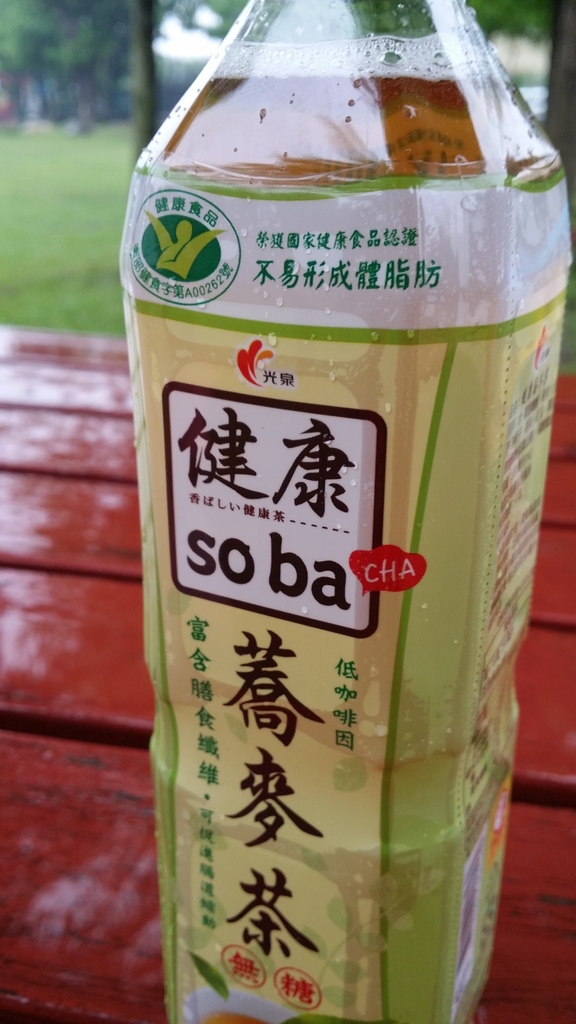 健康食品
衛部健食字第A00262號
榮獲國家健康食品認證
不易形成體脂肪
光泉
健康
香ばしい健康茶
soba
CHA
蕎麥茶
低咖啡因
富含膳食纖維·可促進腸道蠕動
無糖